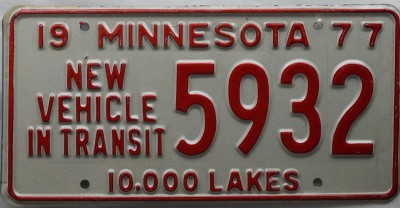 19 MINNESOTA 77
NEW
VEHICLE
IN TRANSIT
5932
10,000 LAKES